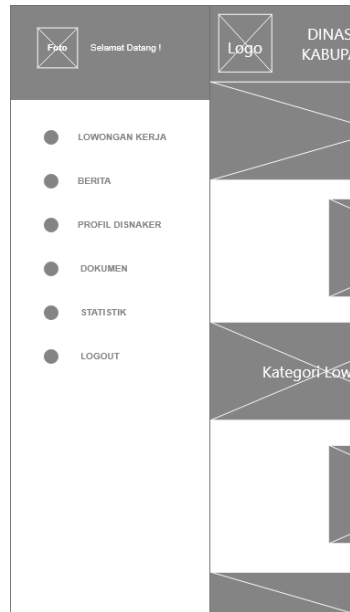 Foto
Selamat Datang !
Logo
DINAS
KABUPA
LOWONGAN KERJA
BERITA
PROFIL DISNAKER
DOKUMEN
STATISTIK
LOGOUT
Kategori Low